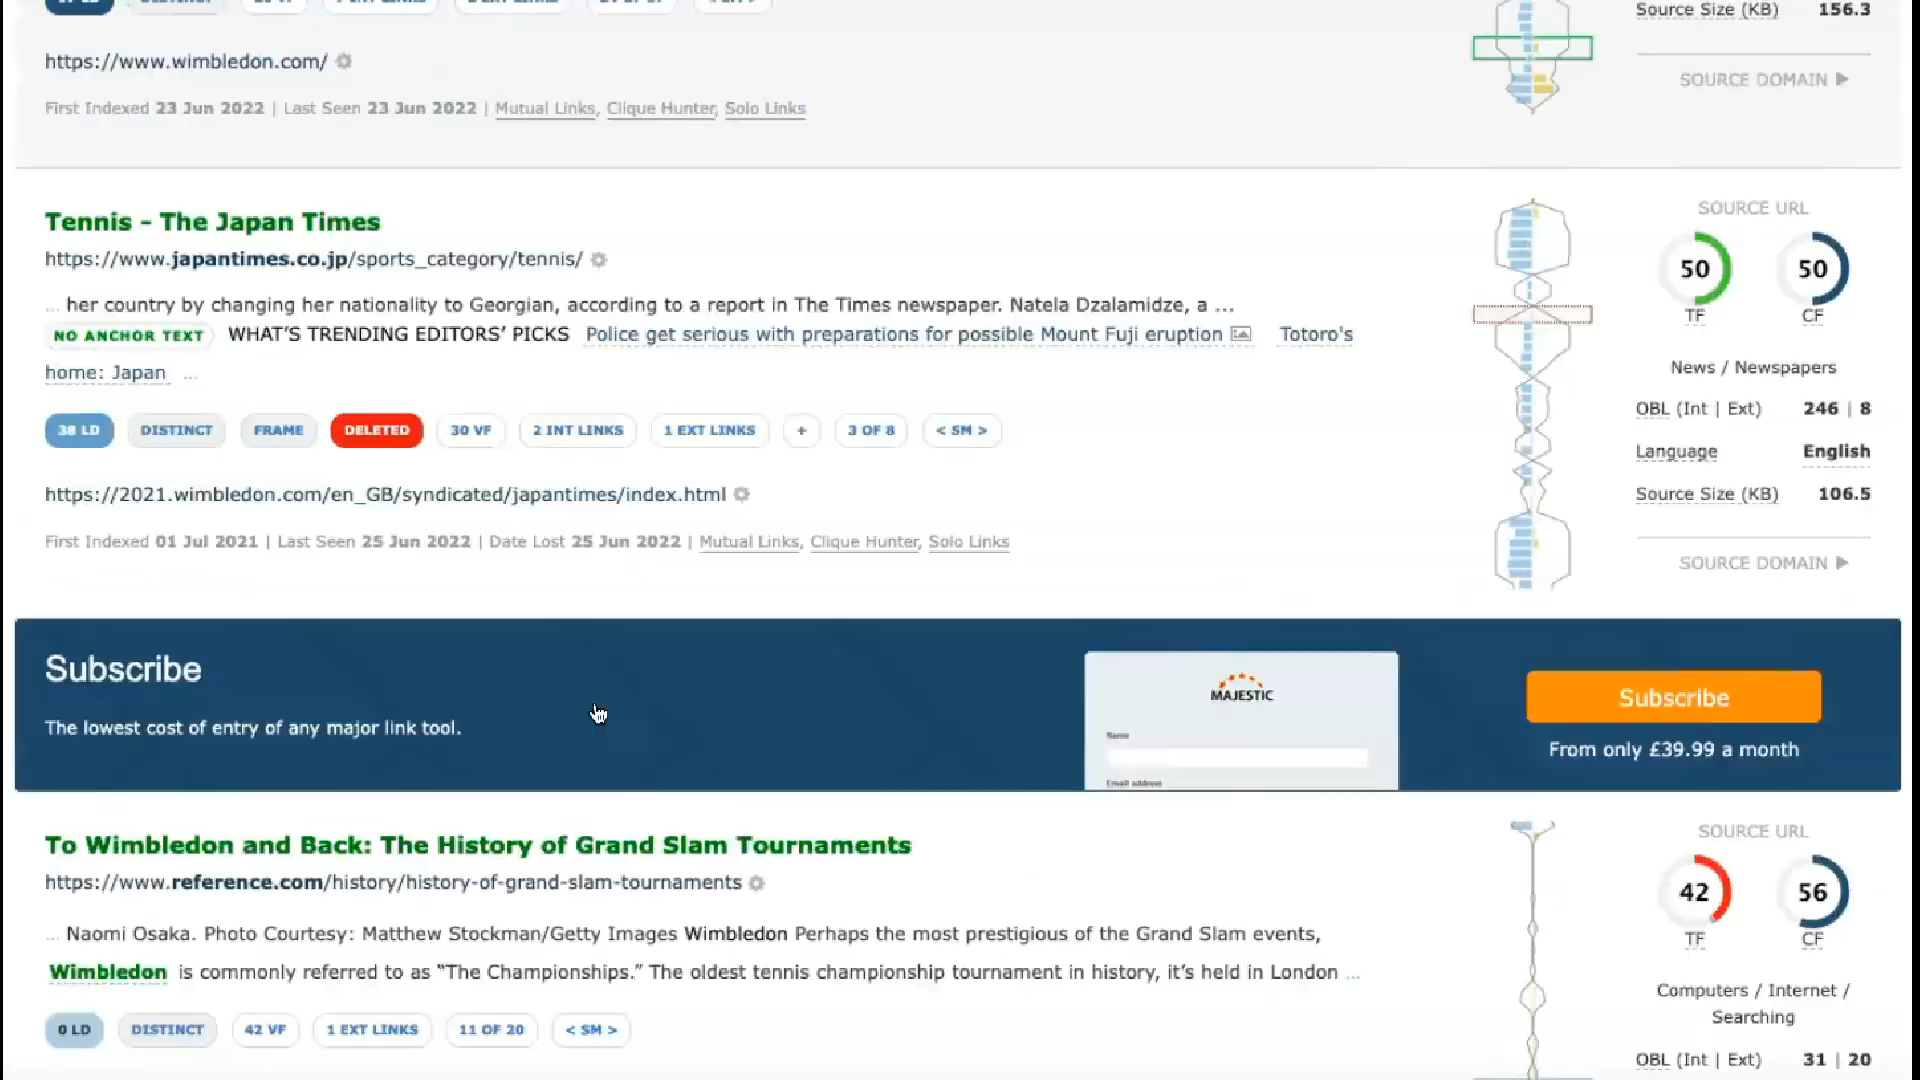 Source Size (KB) 156.3
https://www.wimbledon.com/
SOURCE DOMAIN ▶
First Indexed 23 Jun 2022 | Last Seen 23 Jun 2022 | Mutual Links, Clique Hunter, Solo Links
Tennis - The Japan Times
https://www.japantimes.co.jp/sports_category/tennis/
... her country by changing her nationality to Georgian, according to a report in The Times newspaper. Natela Dzalamidze, a ...
NO ANCHOR TEXT WHAT'S TRENDING EDITORS' PICKS Police get serious with preparations for possible Mount Fuji eruption Totoro's
home: Japan ...
38 LD DISTINCT FRAME DELETED 30 VF 2 INT LINKS 1 EXT LINKS + 3 OF 8 < SM >
https://2021.wimbledon.com/en_GB/syndicated/japantimes/index.html
First Indexed 01 Jul 2021 | Last Seen 25 Jun 2022 | Date Lost 25 Jun 2022 | Mutual Links, Clique Hunter, Solo Links
SOURCE URL
50 50
TF CF
News / Newspapers
OBL (Int | Ext) 246 | 8
Language English
Source Size (KB) 106.5
SOURCE DOMAIN ▶
Subscribe
The lowest cost of entry of any major link tool.
MAJESTIC
Name
Email address
Subscribe
From only £39.99 a month
To Wimbledon and Back: The History of Grand Slam Tournaments
https://www.reference.com/history/history-of-grand-slam-tournaments
... Naomi Osaka. Photo Courtesy: Matthew Stockman/Getty Images Wimbledon Perhaps the most prestigious of the Grand Slam events,
Wimbledon is commonly referred to as “The Championships.” The oldest tennis championship tournament in history, it's held in London ...
0 LD DISTINCT 42 VF 1 EXT LINKS 11 OF 20 < SM >
SOURCE URL
42 56
TF CF
Computers / Internet /
Searching
OBL (Int | Ext) 31 | 20